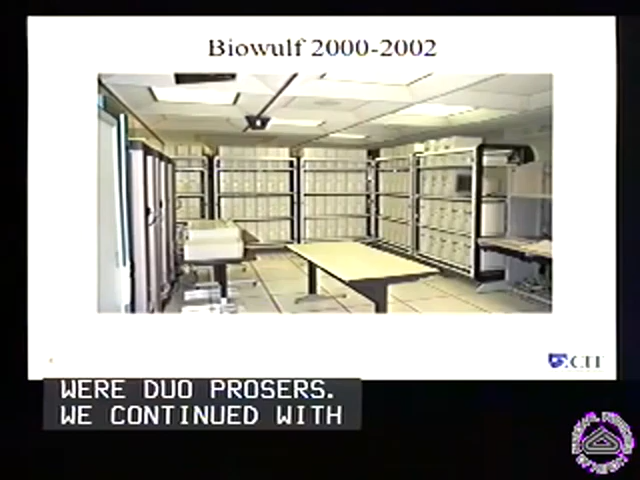 Biowulf 2000-2002
CIT
WERE DUO PROSERS.
WE CONTINUED WITH